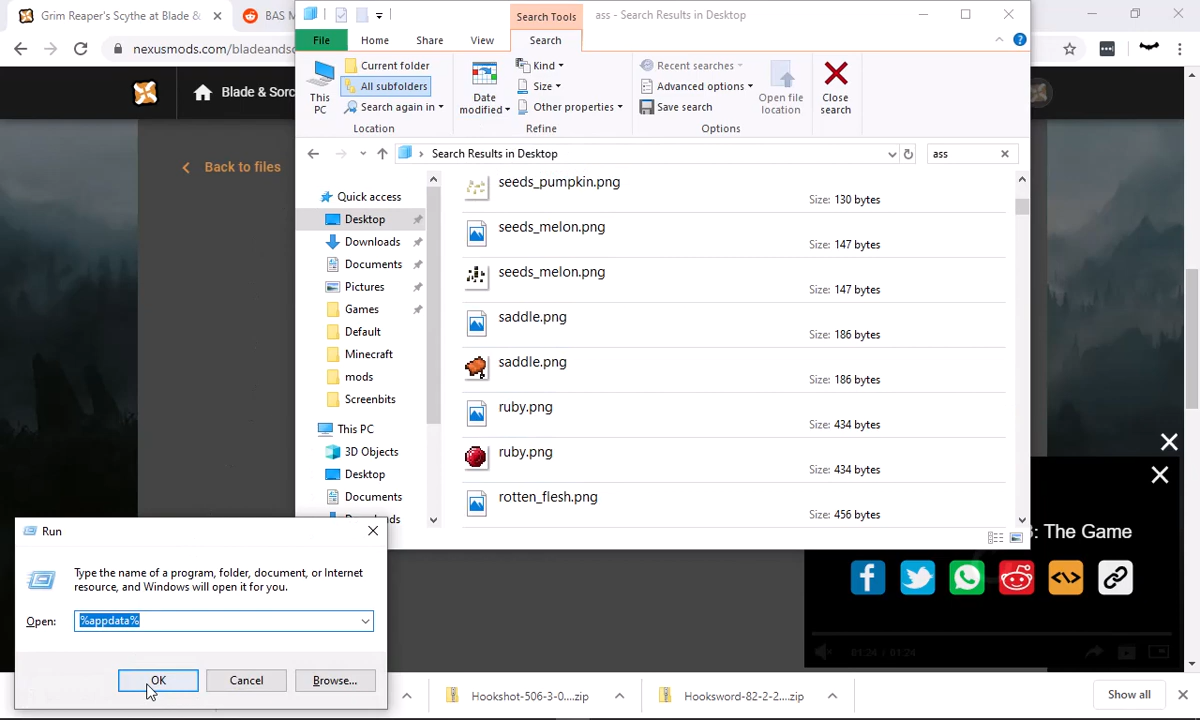 Grim Reaper's Scythe at Blade &
BAS M
Search Tools
ass - Search Results in Desktop
File
Home
Share
View
Search
nexusmods.com/bladeandso
This PC
Current folder
All subfolders
Search again in
Location
Date modified
Kind
Size
Other properties
Refine
Recent searches
Advanced options
Save search
Options
Open file location
Close search
Blade & Sorc
Search Results in Desktop
ass
Back to files
Quick access
Desktop
Downloads
Documents
Pictures
Games
Default
Minecraft
mods
Screenbits
This PC
3D Objects
Desktop
Documents
seeds_pumpkin.png
Size: 130 bytes
seeds_melon.png
Size: 147 bytes
seeds_melon.png
Size: 147 bytes
saddle.png
Size: 186 bytes
saddle.png
Size: 186 bytes
ruby.png
Size: 434 bytes
ruby.png
Size: 434 bytes
rotten_flesh.png
Size: 456 bytes
Run
Type the name of a program, folder, document, or Internet
resource, and Windows will open it for you.
Open:
%appdata%
OK
Cancel
Browse...
3: The Game
01:24 / 01:24
Hookshot-506-3-0....zip
Hooksword-82-2-2....zip
Show all